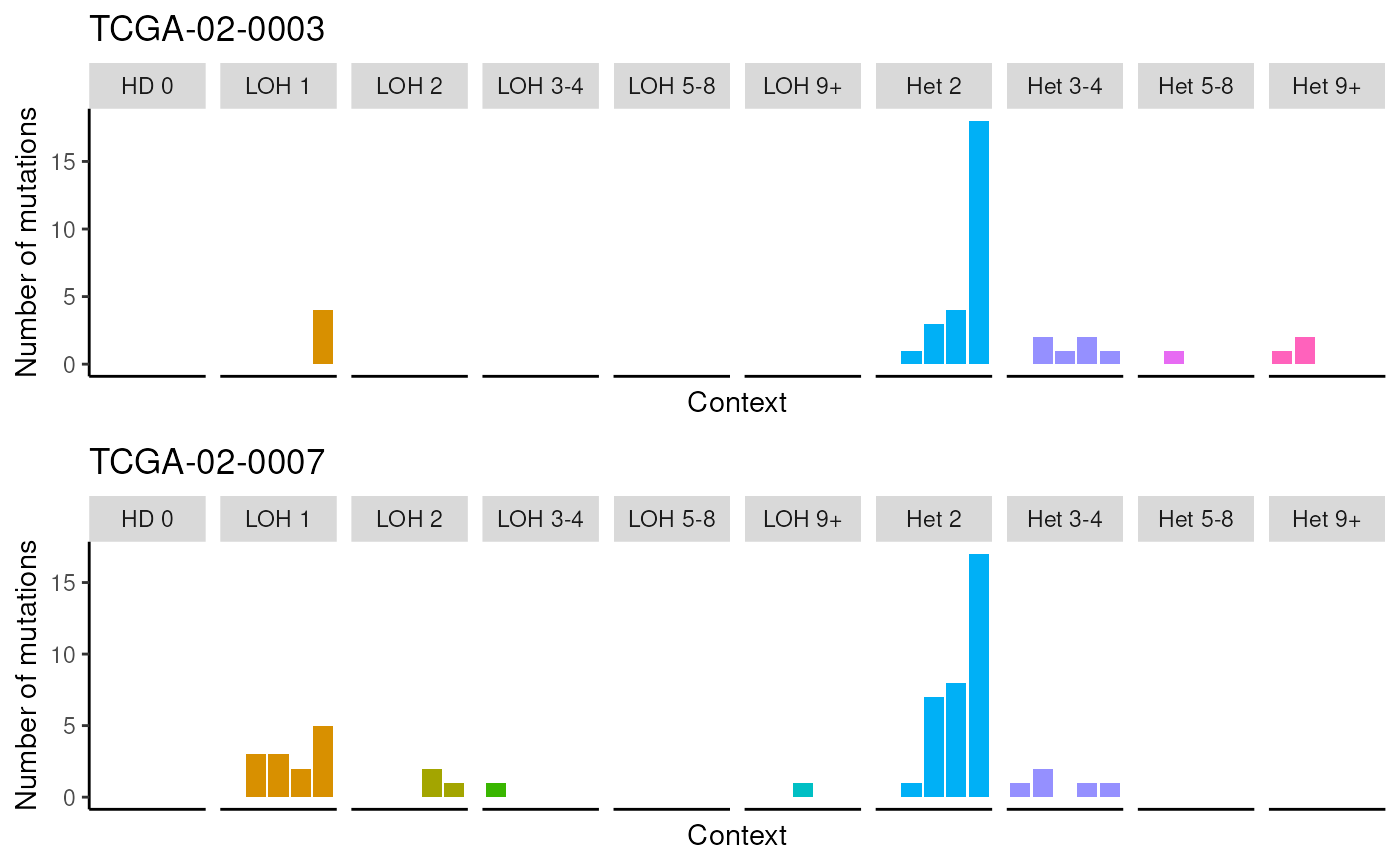 TCGA-02-0003
HD 0 LOH 1 LOH 2 LOH 3-4 LOH 5-8 LOH 9+ Het 2 Het 3-4 Het 5-8 Het 9+
Number of mutations
15
10
5
0
Context
TCGA-02-0007
HD 0 LOH 1 LOH 2 LOH 3-4 LOH 5-8 LOH 9+ Het 2 Het 3-4 Het 5-8 Het 9+
Number of mutations
15
10
5
0
Context